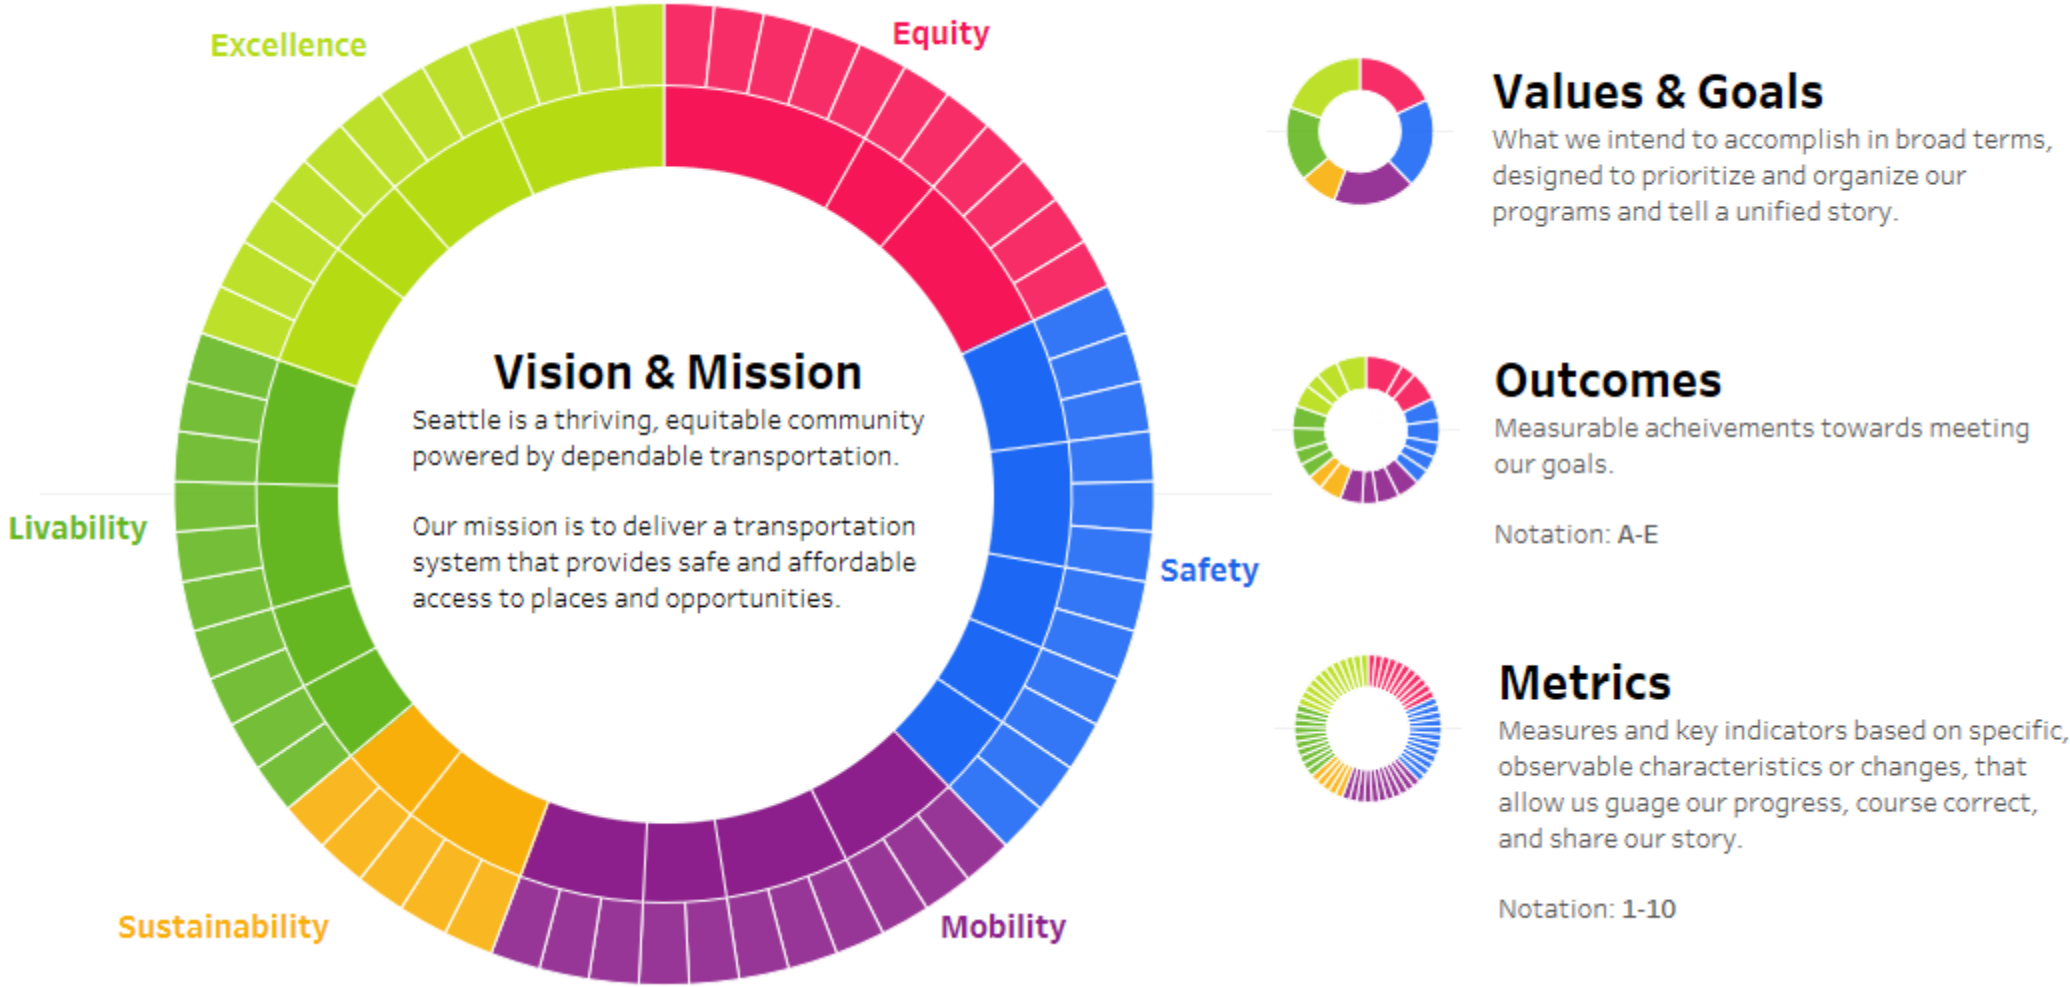 Excellence
Equity
Livability
Safety
Sustainability
Mobility
Vision & Mission
Seattle is a thriving, equitable community
powered by dependable transportation.
Our mission is to deliver a transportation
system that provides safe and affordable
access to places and opportunities.
Values & Goals
What we intend to accomplish in broad terms,
designed to prioritize and organize our
programs and tell a unified story.
Outcomes
Measurable acheivements towards meeting
our goals.
Notation: A-E
Metrics
Measures and key indicators based on specific,
observable characteristics or changes, that
allow us guage our progress, course correct,
and share our story.
Notation: 1-10